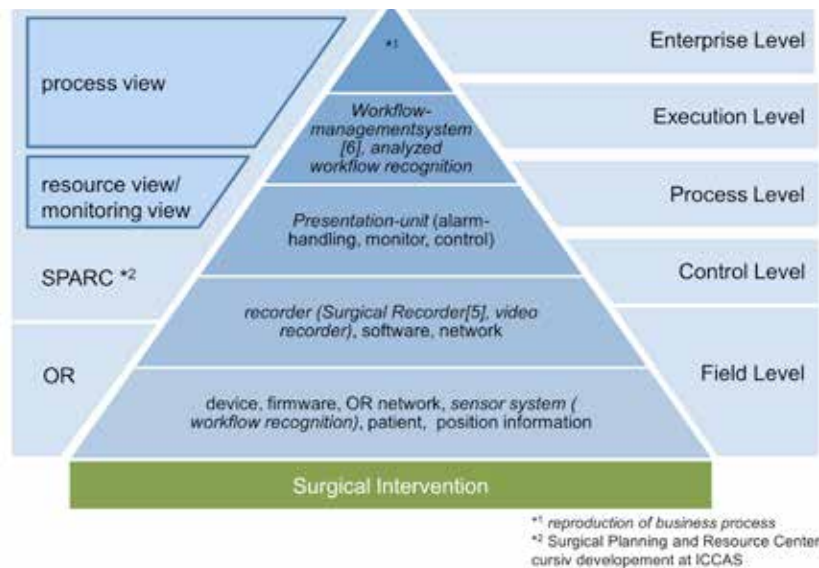 process view
resource view/
monitoring view
SPARC *2
OR
*1
Workflow-
managementsystem
[6], analyzed
workflow recognition
Presentation-unit (alarm-
handling, monitor, control)
recorder (Surgical Recorder[5], video
recorder), software, network
device, firmware, OR network, sensor system (
workflow recognition), patient, position information
Enterprise Level
Execution Level
Process Level
Control Level
Field Level
Surgical Intervention
*1 reproduction of business process
*2 Surgical Planning and Resource Center
cursiv developement at ICCAS